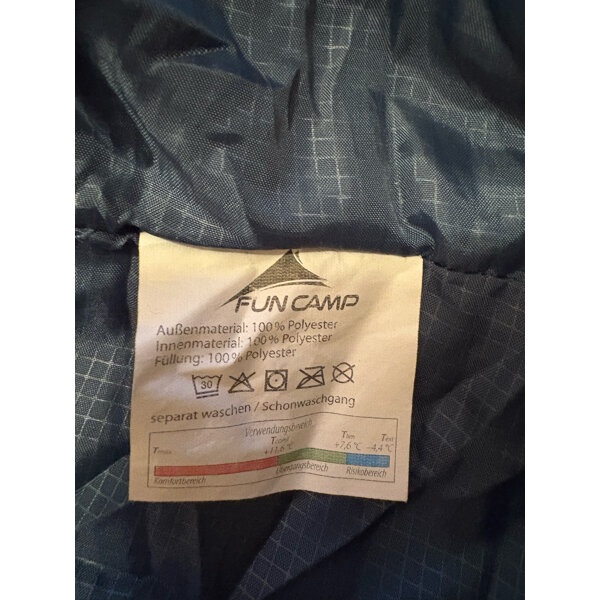 FUN CAMP
Außenmaterial: 100% Polyester
Innenmaterial: 100% Polyester
Füllung: 100% Polyester
30
separat waschen / Schonwaschgang
Verwendungsbereich
Tmax Tcomf Tlim Text
+11,6 °C +7,6 °C -4,4 °C
Komfortbereich Übergangsbereich Risikobereich